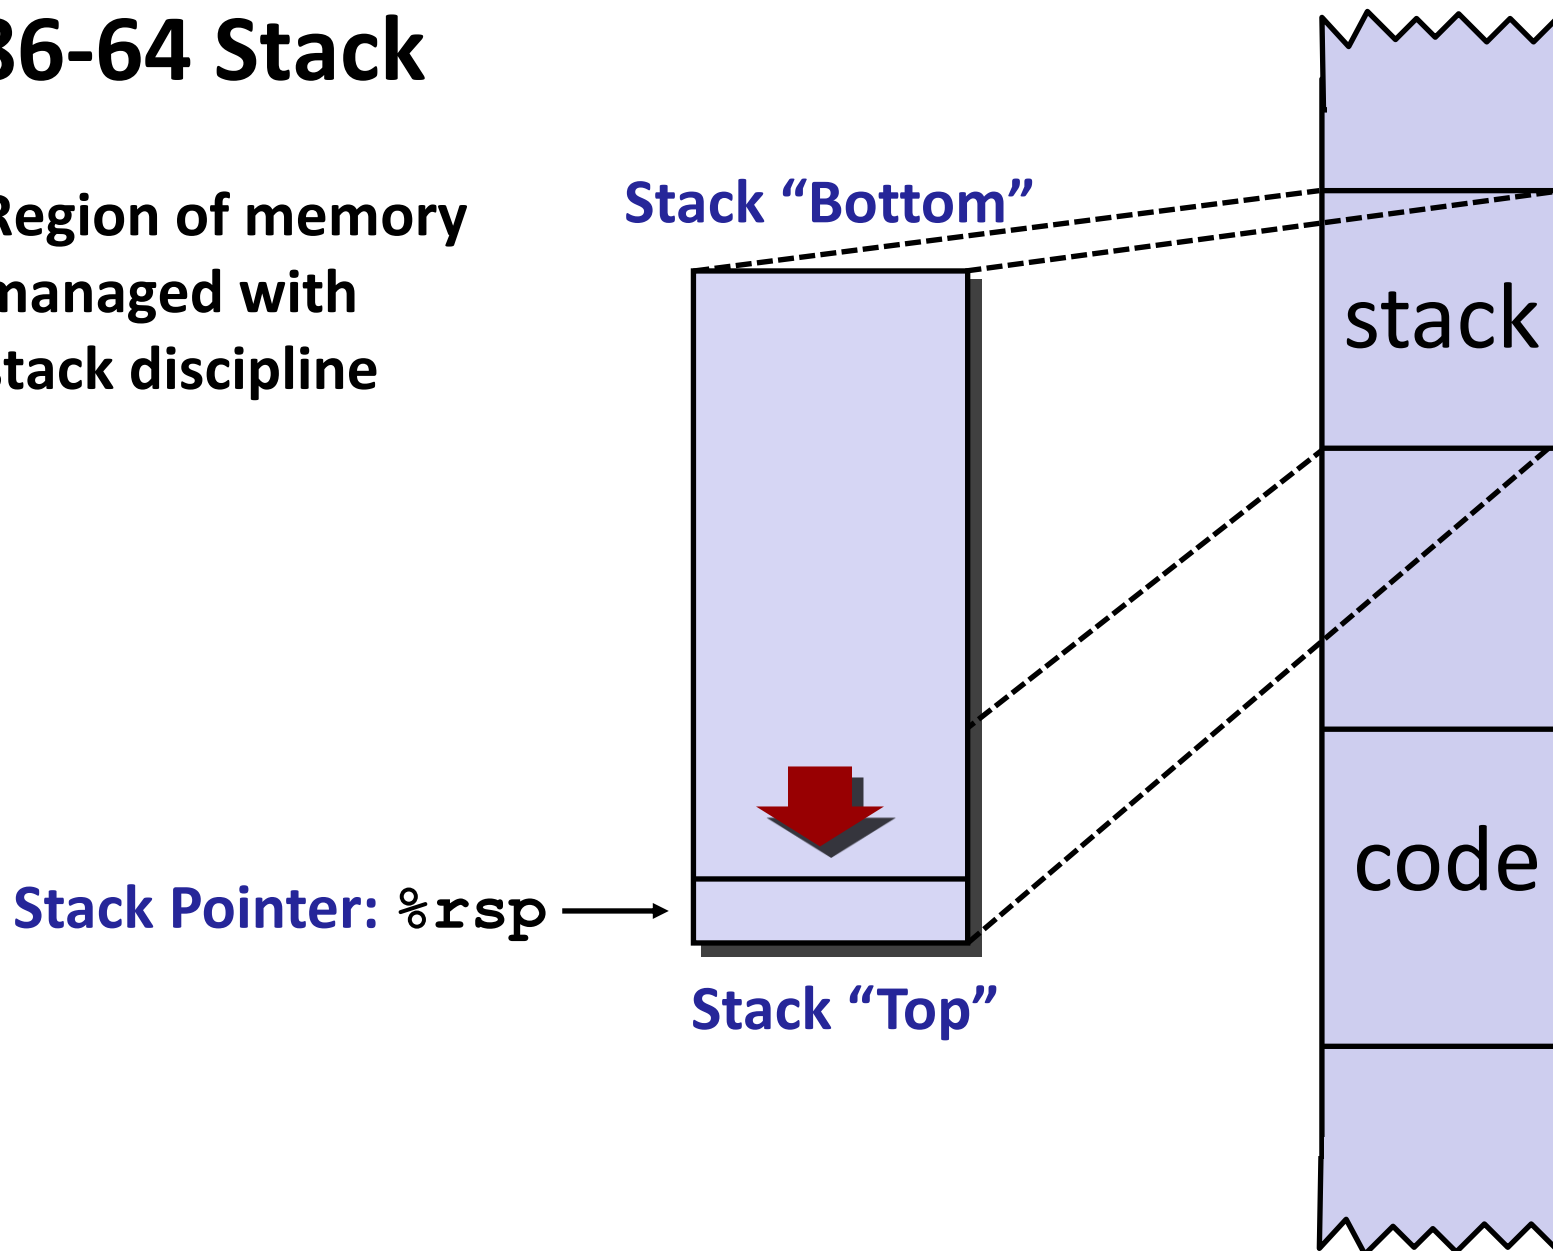 86-64 Stack
Region of memory
managed with
stack discipline
Stack “Bottom”
stack
code
Stack Pointer: %rsp
Stack “Top”